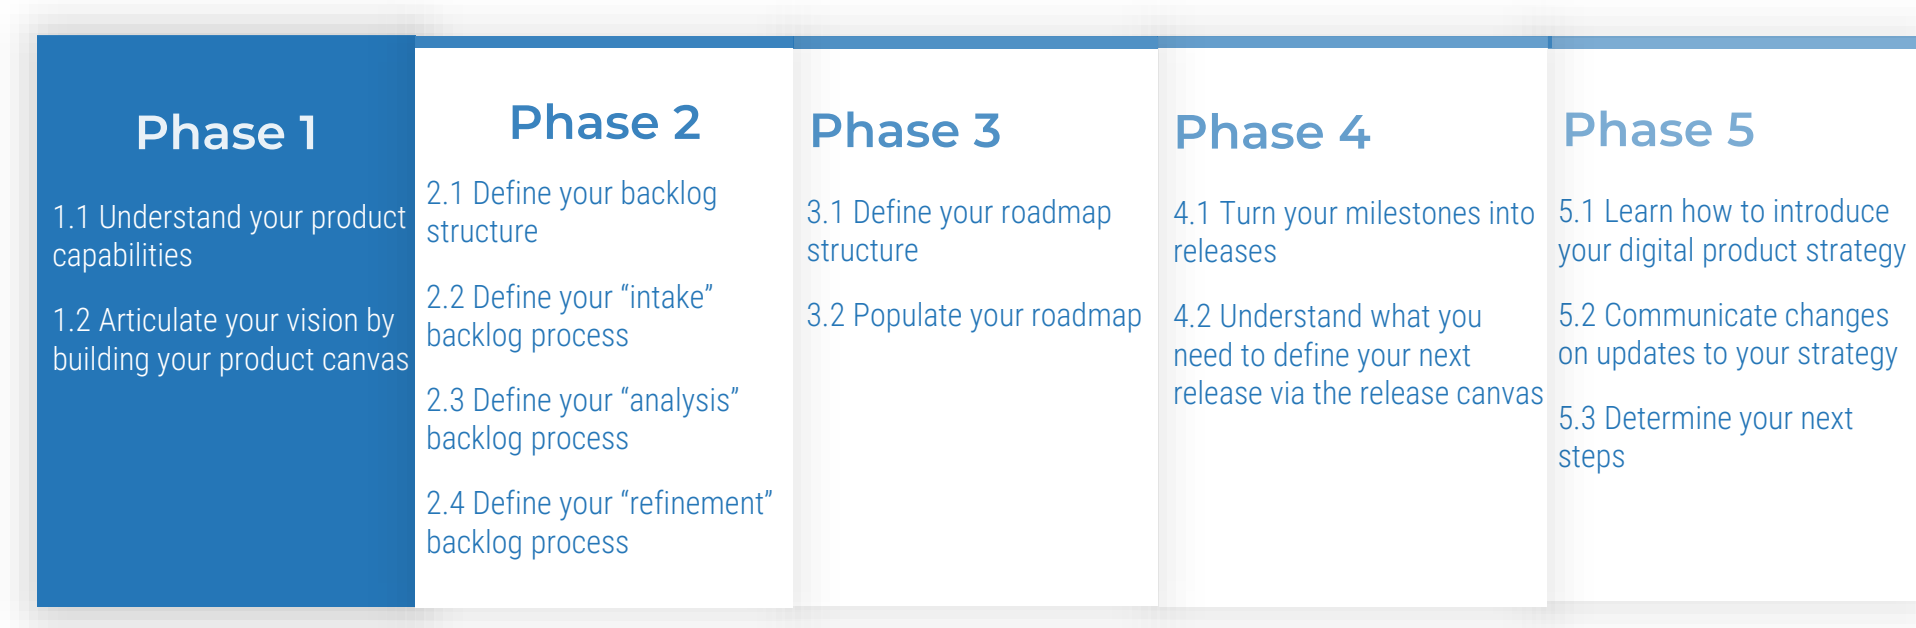 Phase 1
1.1 Understand your product
capabilities
1.2 Articulate your vision by
building your product canvas
Phase 2
2.1 Define your backlog
structure
2.2 Define your “intake”
backlog process
2.3 Define your “analysis”
backlog process
2.4 Define your “refinement”
backlog process
Phase 3
3.1 Define your roadmap
structure
3.2 Populate your roadmap
Phase 4
4.1 Turn your milestones into
releases
4.2 Understand what you
need to define your next
release via the release canvas
Phase 5
5.1 Learn how to introduce
your digital product strategy
5.2 Communicate changes
on updates to your strategy
5.3 Determine your next
steps